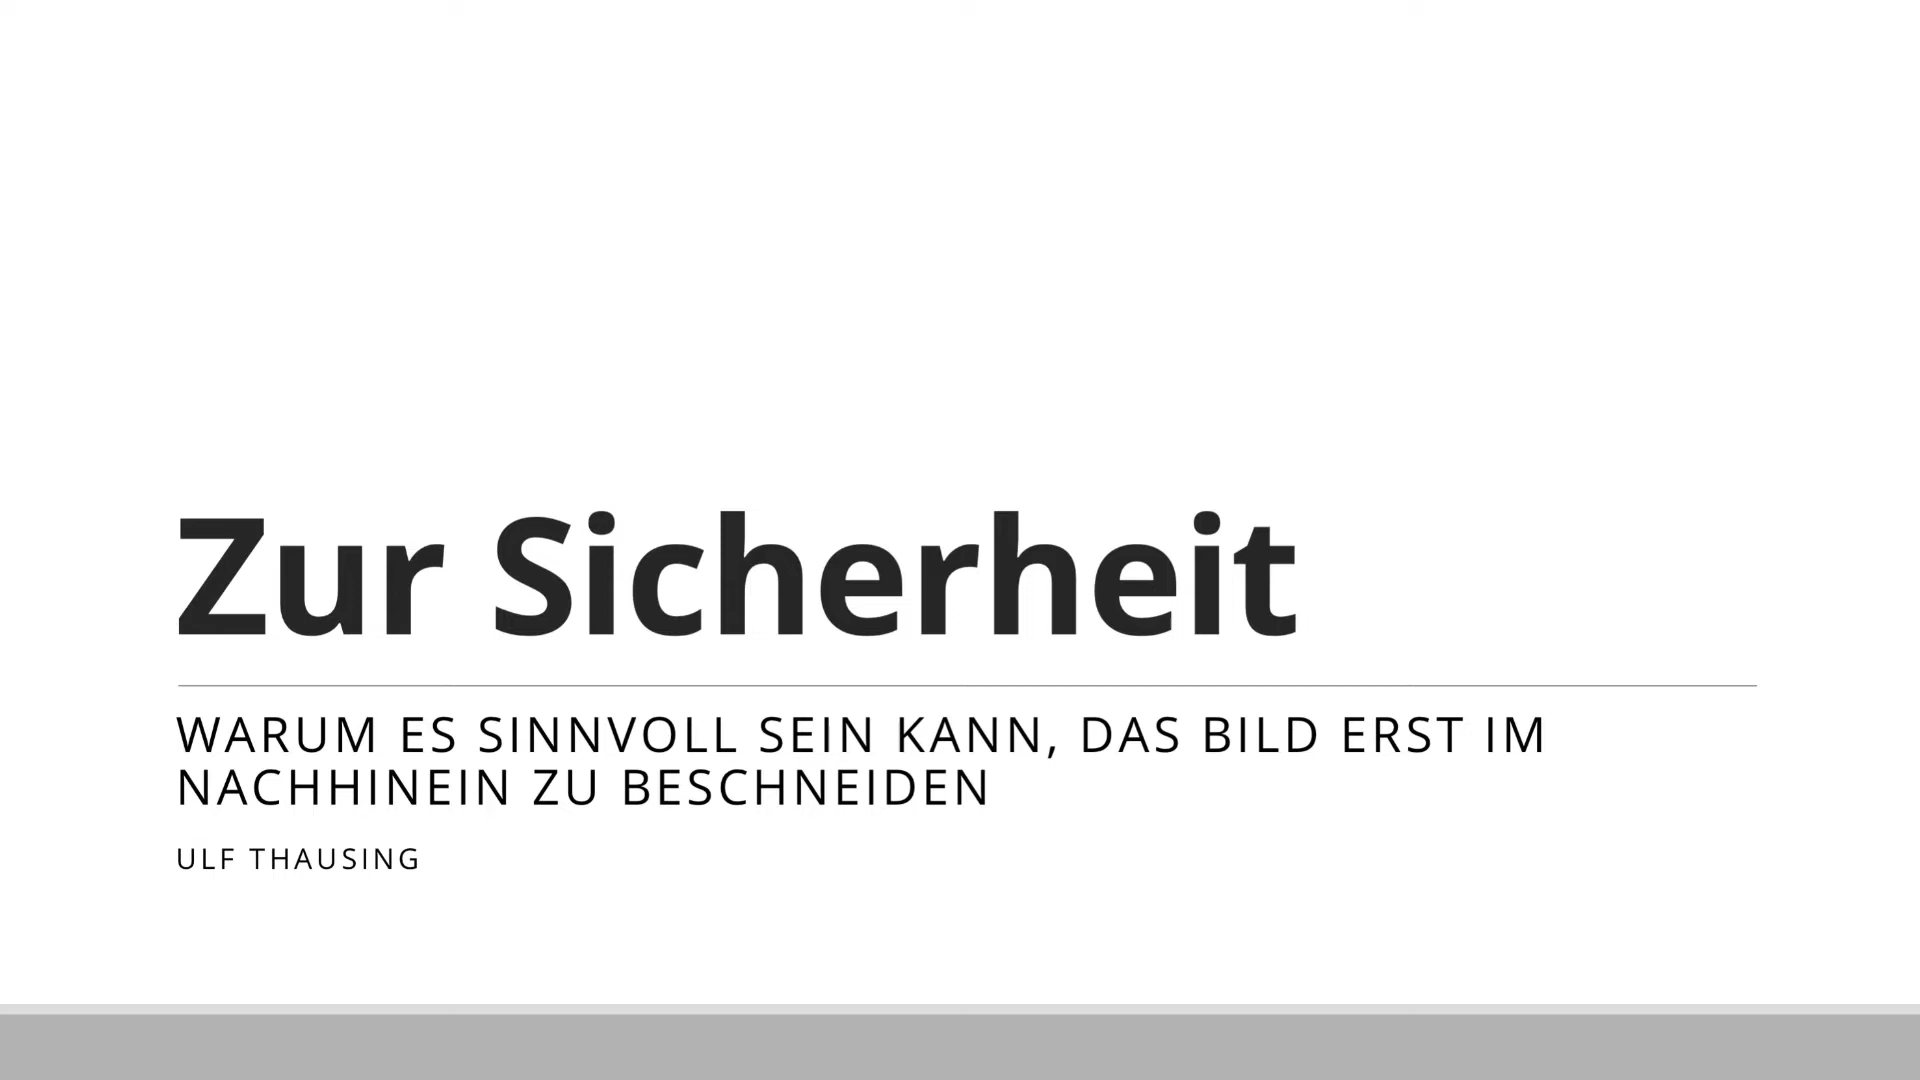 Zur Sicherheit
WARUM ES SINNVOLL SEIN KANN, DAS BILD ERST IM
NACHHINEIN ZU BESCHNEIDEN
ULF THAUSING